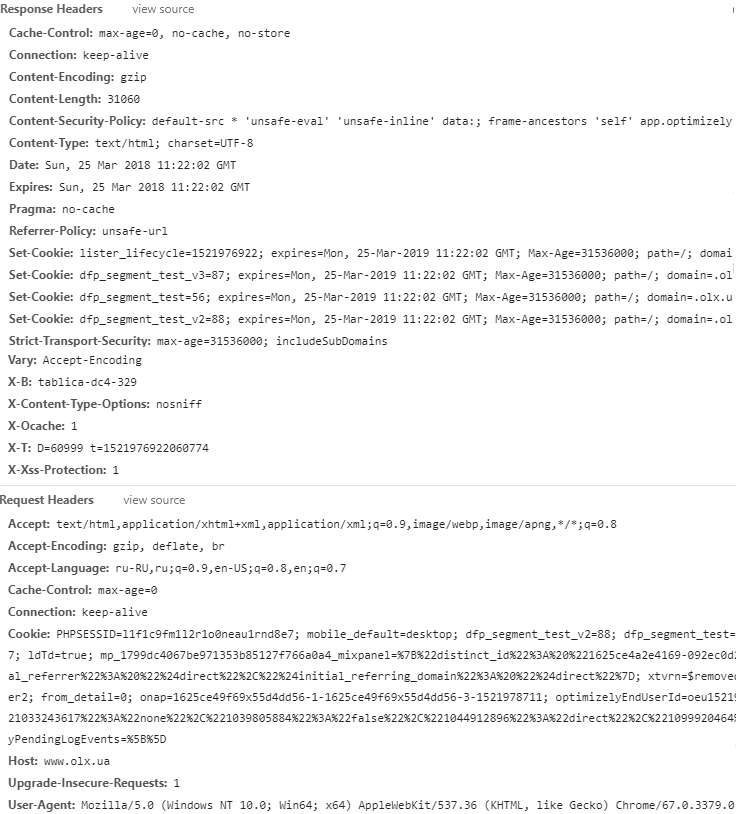 Response Headers view source
Cache-Control: max-age=0, no-cache, no-store
Connection: keep-alive
Content-Encoding: gzip
Content-Length: 31060
Content-Security-Policy: default-src * 'unsafe-eval' 'unsafe-inline' data:; frame-ancestors 'self' app.optimizely
Content-Type: text/html; charset=UTF-8
Date: Sun, 25 Mar 2018 11:22:02 GMT
Expires: Sun, 25 Mar 2018 11:22:02 GMT
Pragma: no-cache
Referrer-Policy: unsafe-url
Set-Cookie: lister_lifecycle=1521976922; expires=Mon, 25-Mar-2019 11:22:02 GMT; Max-Age=31536000; path=/; domai
Set-Cookie: dfp_segment_test_v3=87; expires=Mon, 25-Mar-2019 11:22:02 GMT; Max-Age=31536000; path=/; domain=.ol
Set-Cookie: dfp_segment_test=56; expires=Mon, 25-Mar-2019 11:22:02 GMT; Max-Age=31536000; path=/; domain=.olx.u
Set-Cookie: dfp_segment_test_v2=88; expires=Mon, 25-Mar-2019 11:22:02 GMT; Max-Age=31536000; path=/; domain=.ol
Strict-Transport-Security: max-age=31536000; includeSubDomains
Vary: Accept-Encoding
X-B: tablica-dc4-329
X-Content-Type-Options: nosniff
X-Ocache: 1
X-T: D=60999 t=1521976922060774
X-Xss-Protection: 1
Request Headers view source
Accept: text/html,application/xhtml+xml,application/xml;q=0.9,image/webp,image/apng,*/*;q=0.8
Accept-Encoding: gzip, deflate, br
Accept-Language: ru-RU,ru;q=0.9,en-US;q=0.8,en;q=0.7
Cache-Control: max-age=0
Connection: keep-alive
Cookie: PHPSESSID=l1f1c9fm1l2r1o0neau1rnd8e7; mobile_default=desktop; dfp_segment_test_v2=88; dfp_segment_test=
7; ldTd=true; mp_1799dc4067be971353b85127f766a0a4_mixpanel=%7B%22distinct_id%22%3A%20%221625ce4a2e4169-092ec0d2
al_referrer%22%3A%20%22%24direct%22%2C%22%24initial_referring_domain%22%3A%20%22%24direct%22%7D; xtvrn=$removed
er2; from_detail=0; onap=1625ce49f69x55d4dd56-1-1625ce49f69x55d4dd56-3-1521978711; optimizelyEndUserId=oeu15219
21033243617%22%3A%22none%22%2C%221039805884%22%3A%22false%22%2C%221044912896%22%3A%22direct%22%2C%221099920464%
yPendingLogEvents=%5B%5D
Host: www.olx.ua
Upgrade-Insecure-Requests: 1
User-Agent: Mozilla/5.0 (Windows NT 10.0; Win64; x64) AppleWebKit/537.36 (KHTML, like Gecko) Chrome/67.0.3379.0